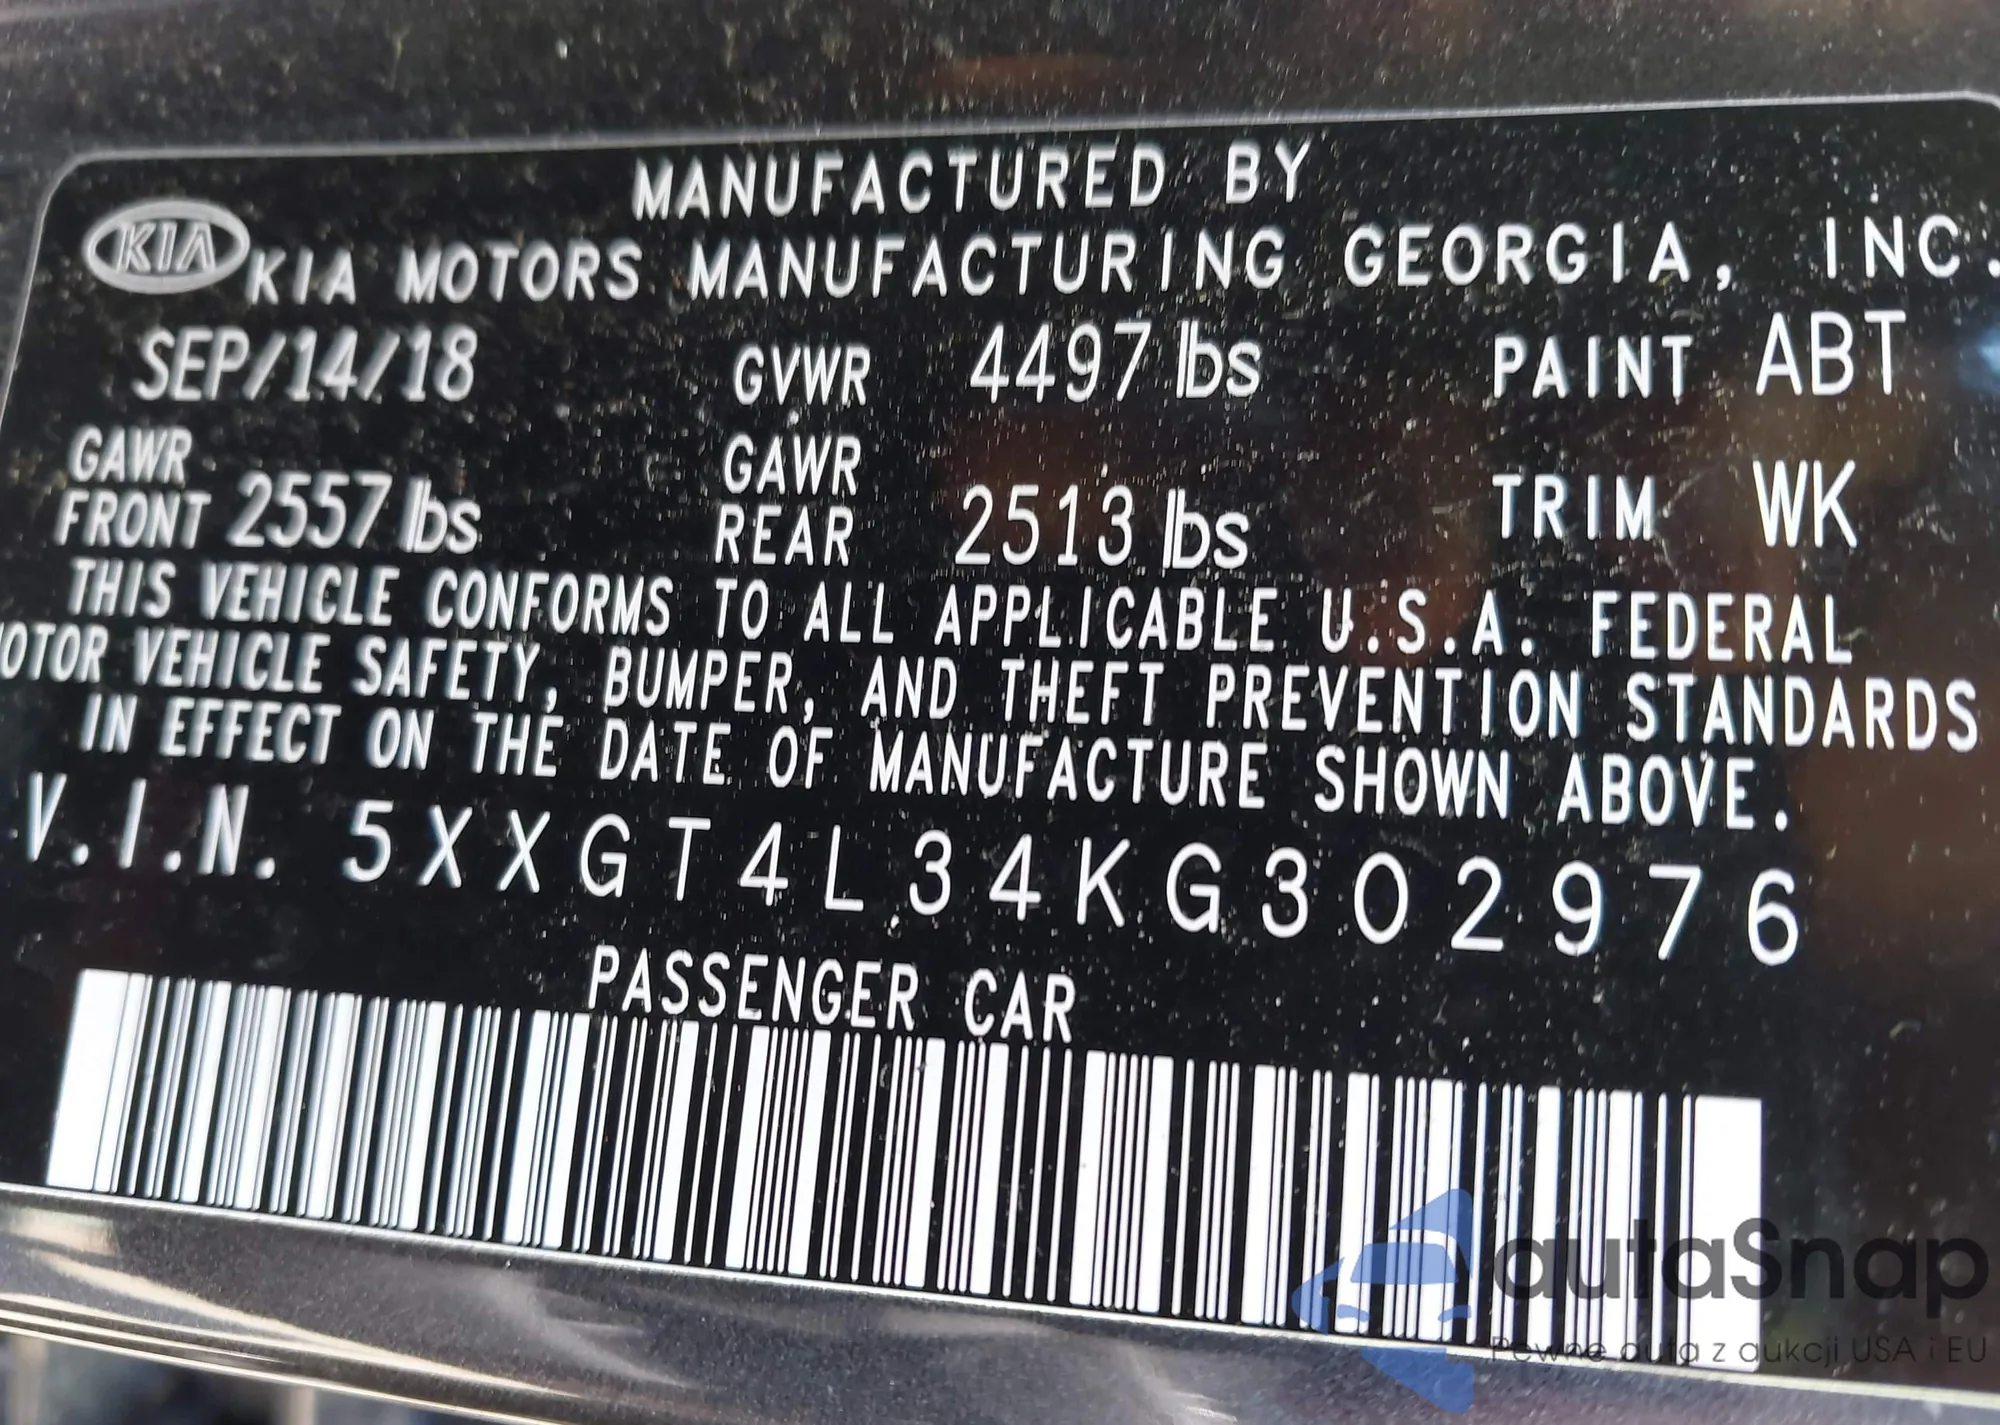 MANUFACTURED BY
KIA KIA MOTORS MANUFACTURING GEORGIA, INC.
SEP/14/18 GVWR 4497 lbs PAINT ABT
GAWR FRONT 2557 lbs GAWR REAR 2513 lbs TRIM WK
THIS VEHICLE CONFORMS TO ALL APPLICABLE U.S.A. FEDERAL
OTOR VEHICLE SAFETY, BUMPER, AND THEFT PREVENTION STANDARDS
IN EFFECT ON THE DATE OF MANUFACTURE SHOWN ABOVE.
V.I.N. 5XXGT4L34KG302976
PASSENGER CAR
autaSnap
Pewne auta z aukcji USA i EU